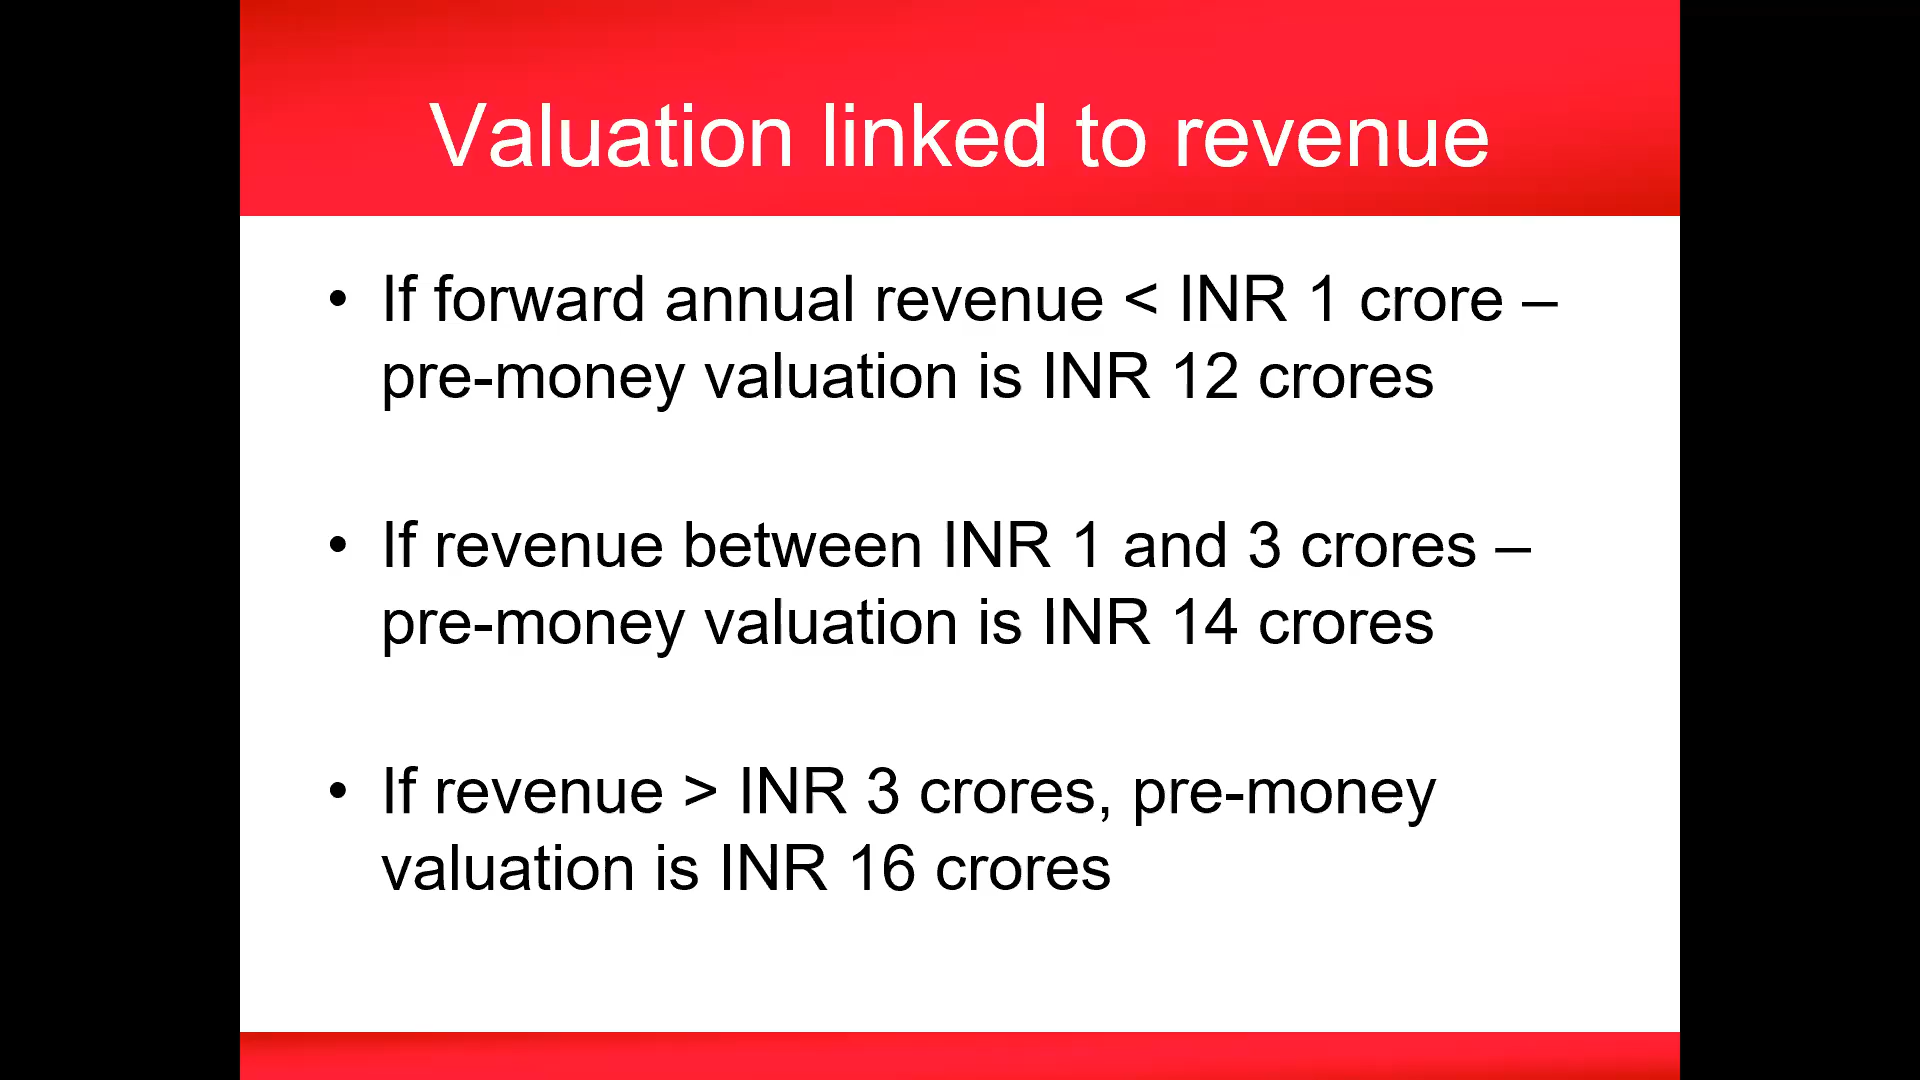 Valuation linked to revenue
• If forward annual revenue < INR 1 crore –
pre-money valuation is INR 12 crores
• If revenue between INR 1 and 3 crores –
pre-money valuation is INR 14 crores
• If revenue > INR 3 crores, pre-money
valuation is INR 16 crores